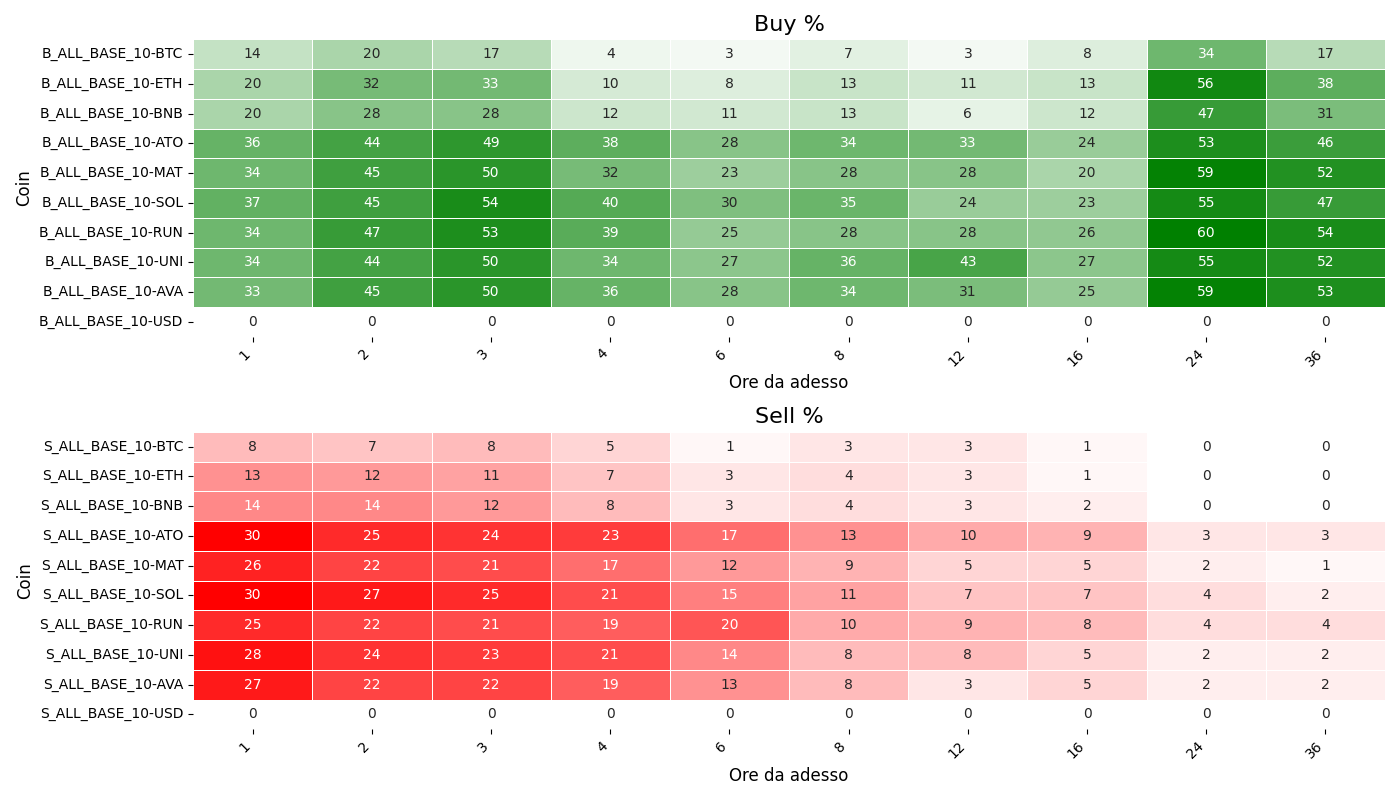 Buy %
Coin
B_ALL_BASE_10-BTC 14 20 17 4 3 7 3 8 34 17
B_ALL_BASE_10-ETH 20 32 33 10 8 13 11 13 56 38
B_ALL_BASE_10-BNB 20 28 28 12 11 13 6 12 47 31
B_ALL_BASE_10-ATO 36 44 49 38 28 34 33 24 53 46
B_ALL_BASE_10-MAT 34 45 50 32 23 28 28 20 59 52
B_ALL_BASE_10-SOL 37 45 54 40 30 35 24 23 55 47
B_ALL_BASE_10-RUN 34 47 53 39 25 28 28 26 60 54
B_ALL_BASE_10-UNI 34 44 50 34 27 36 43 27 55 52
B_ALL_BASE_10-AVA 33 45 50 36 28 34 31 25 59 53
B_ALL_BASE_10-USD 0 0 0 0 0 0 0 0 0 0
1 2 3 4 6 8 12 16 24 36
Ore da adesso
Sell %
Coin
S_ALL_BASE_10-BTC 8 7 8 5 1 3 3 1 0 0
S_ALL_BASE_10-ETH 13 12 11 7 3 4 3 1 0 0
S_ALL_BASE_10-BNB 14 14 12 8 3 4 3 2 0 0
S_ALL_BASE_10-ATO 30 25 24 23 17 13 10 9 3 3
S_ALL_BASE_10-MAT 26 22 21 17 12 9 5 5 2 1
S_ALL_BASE_10-SOL 30 27 25 21 15 11 7 7 4 2
S_ALL_BASE_10-RUN 25 22 21 19 20 10 9 8 4 4
S_ALL_BASE_10-UNI 28 24 23 21 14 8 8 5 2 2
S_ALL_BASE_10-AVA 27 22 22 19 13 8 3 5 2 2
S_ALL_BASE_10-USD 0 0 0 0 0 0 0 0 0 0
1 2 3 4 6 8 12 16 24 36
Ore da adesso